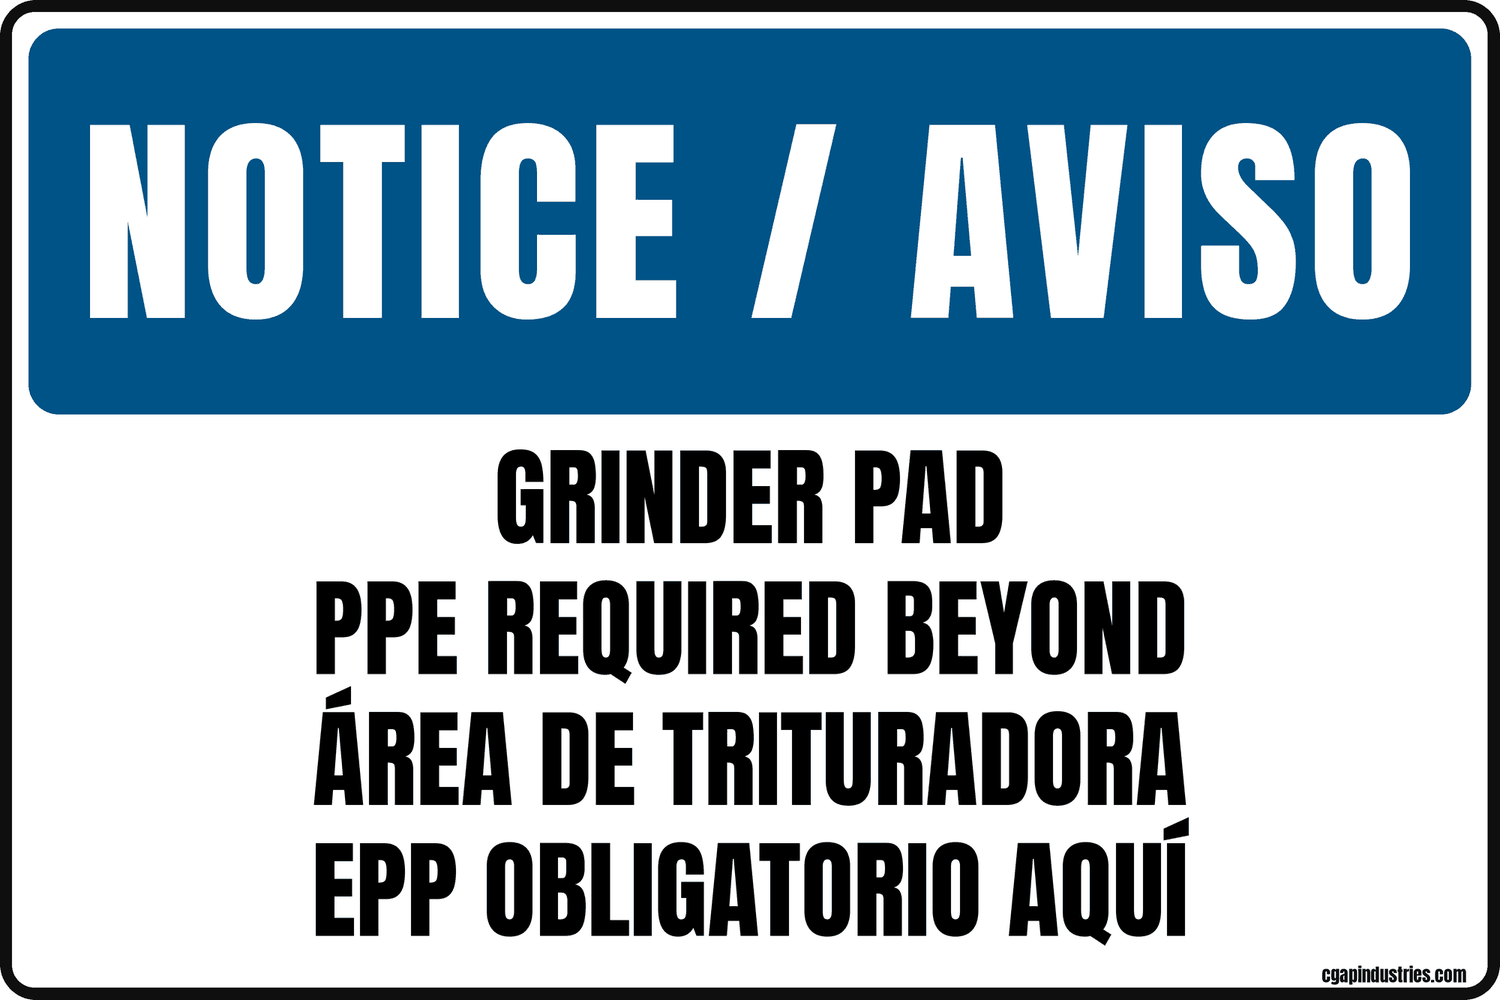 NOTICE / AVISO
GRINDER PAD
PPE REQUIRED BEYOND
ÁREA DE TRITURADORA
EPP OBLIGATORIO AQUÍ
cgapindustries.com